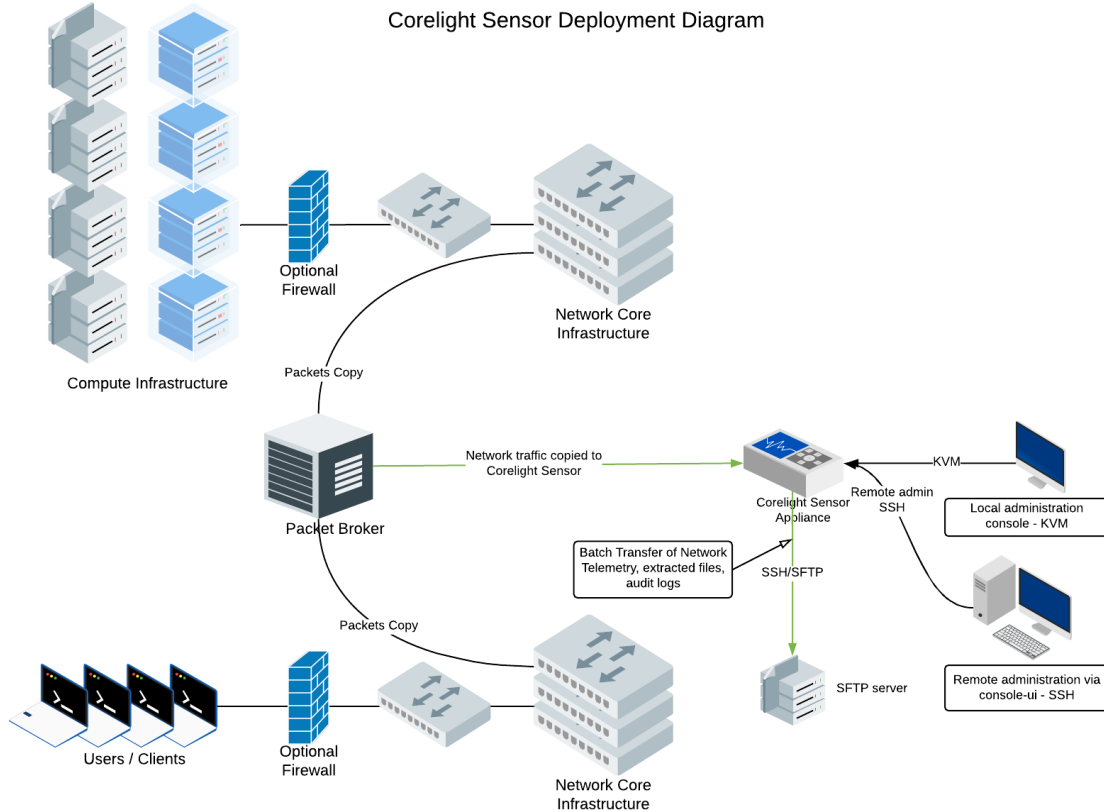 Corelight Sensor Deployment Diagram
Optional
Firewall
Network Core
Infrastructure
Compute Infrastructure
Packets Copy
Network traffic copied to
Corelight Sensor
KVM
Remote admin
SSH
Corelight Sensor
Appliance
Local administration
console - KVM
Packet Broker
Batch Transfer of Network
Telemetry, extracted files,
audit logs
SSH/SFTP
Packets Copy
SFTP server
Remote administration via
console-ui - SSH
Users / Clients
Optional
Firewall
Network Core
Infrastructure